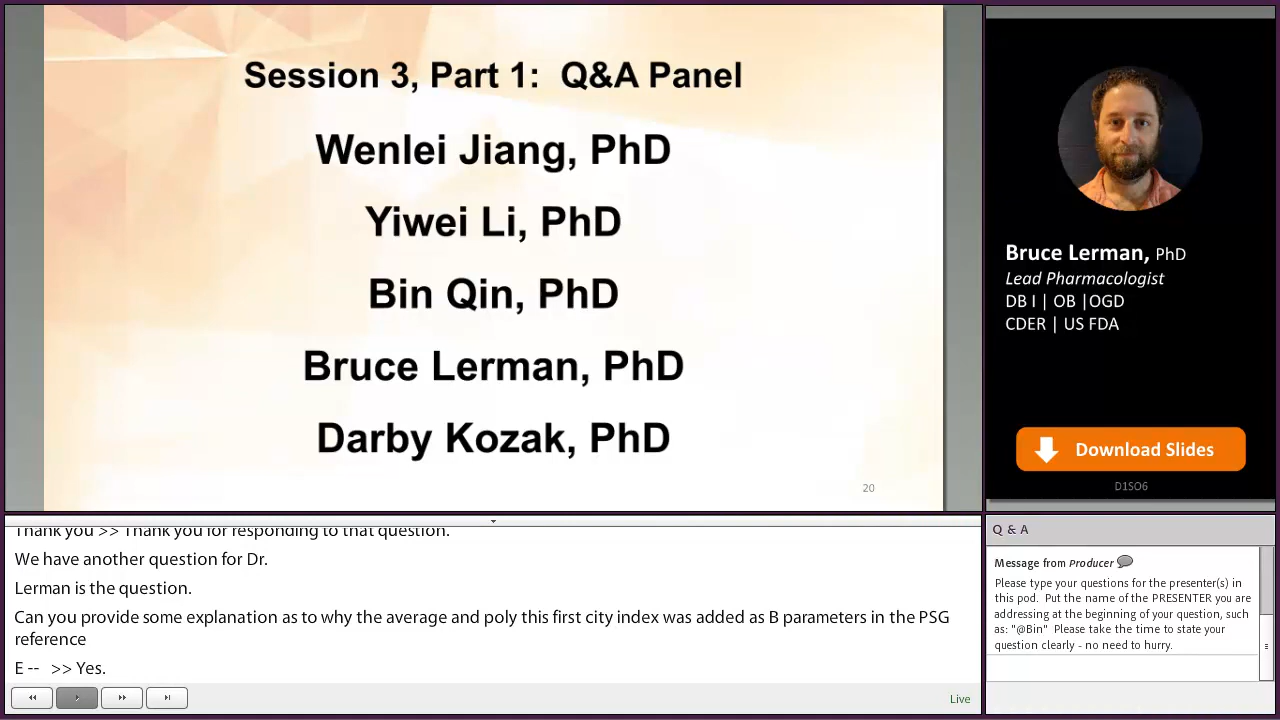 Session 3, Part 1: Q&A Panel
Wenlei Jiang, PhD
Yiwei Li, PhD
Bin Qin, PhD
Bruce Lerman, PhD
Darby Kozak, PhD
20
Bruce Lerman, PhD
Lead Pharmacologist
DB I | OB |OGD
CDER | US FDA
Download Slides
D1SO6
Thank you >> Thank you for responding to that question.
We have another question for Dr.
Lerman is the question.
Can you provide some explanation as to why the average and poly this first city index was added as B parameters in the PSG
reference
E -- >> Yes.
Live
Q & A
Message from Producer
Please type your questions for the presenter(s) in
this pod. Put the name of the PRESENTER you are
addressing at the beginning of your question, such
as: "@Bin" Please take the time to state your
question clearly - no need to hurry.